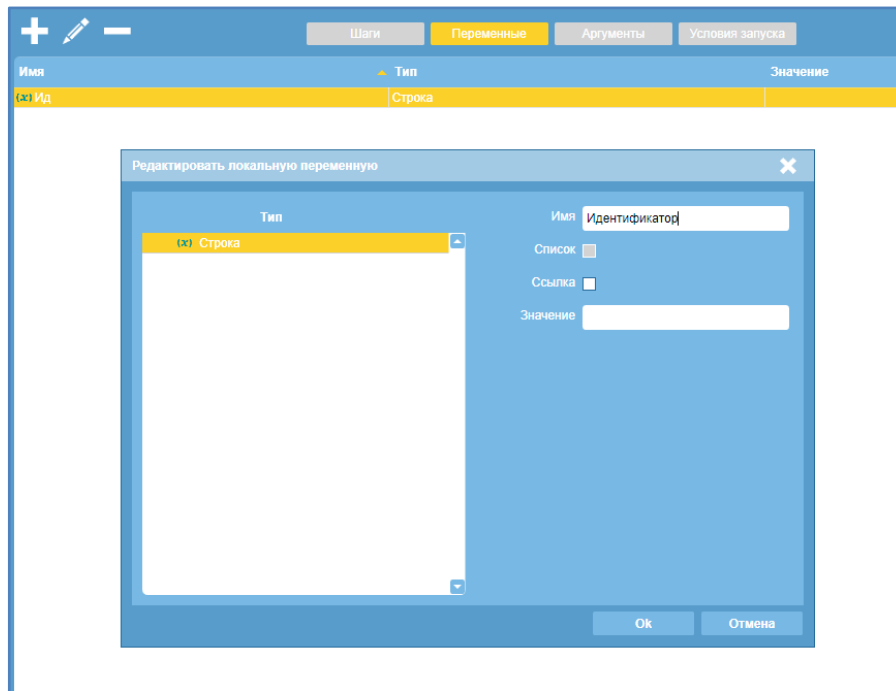 Шаги Переменные Аргументы Условия запуска
Имя Тип Значение
(x) Ид Строка
Редактировать локальную переменную
Тип
Имя Идентификатор
(x) Строка
Список
Ссылка
Значение
Ok Отмена